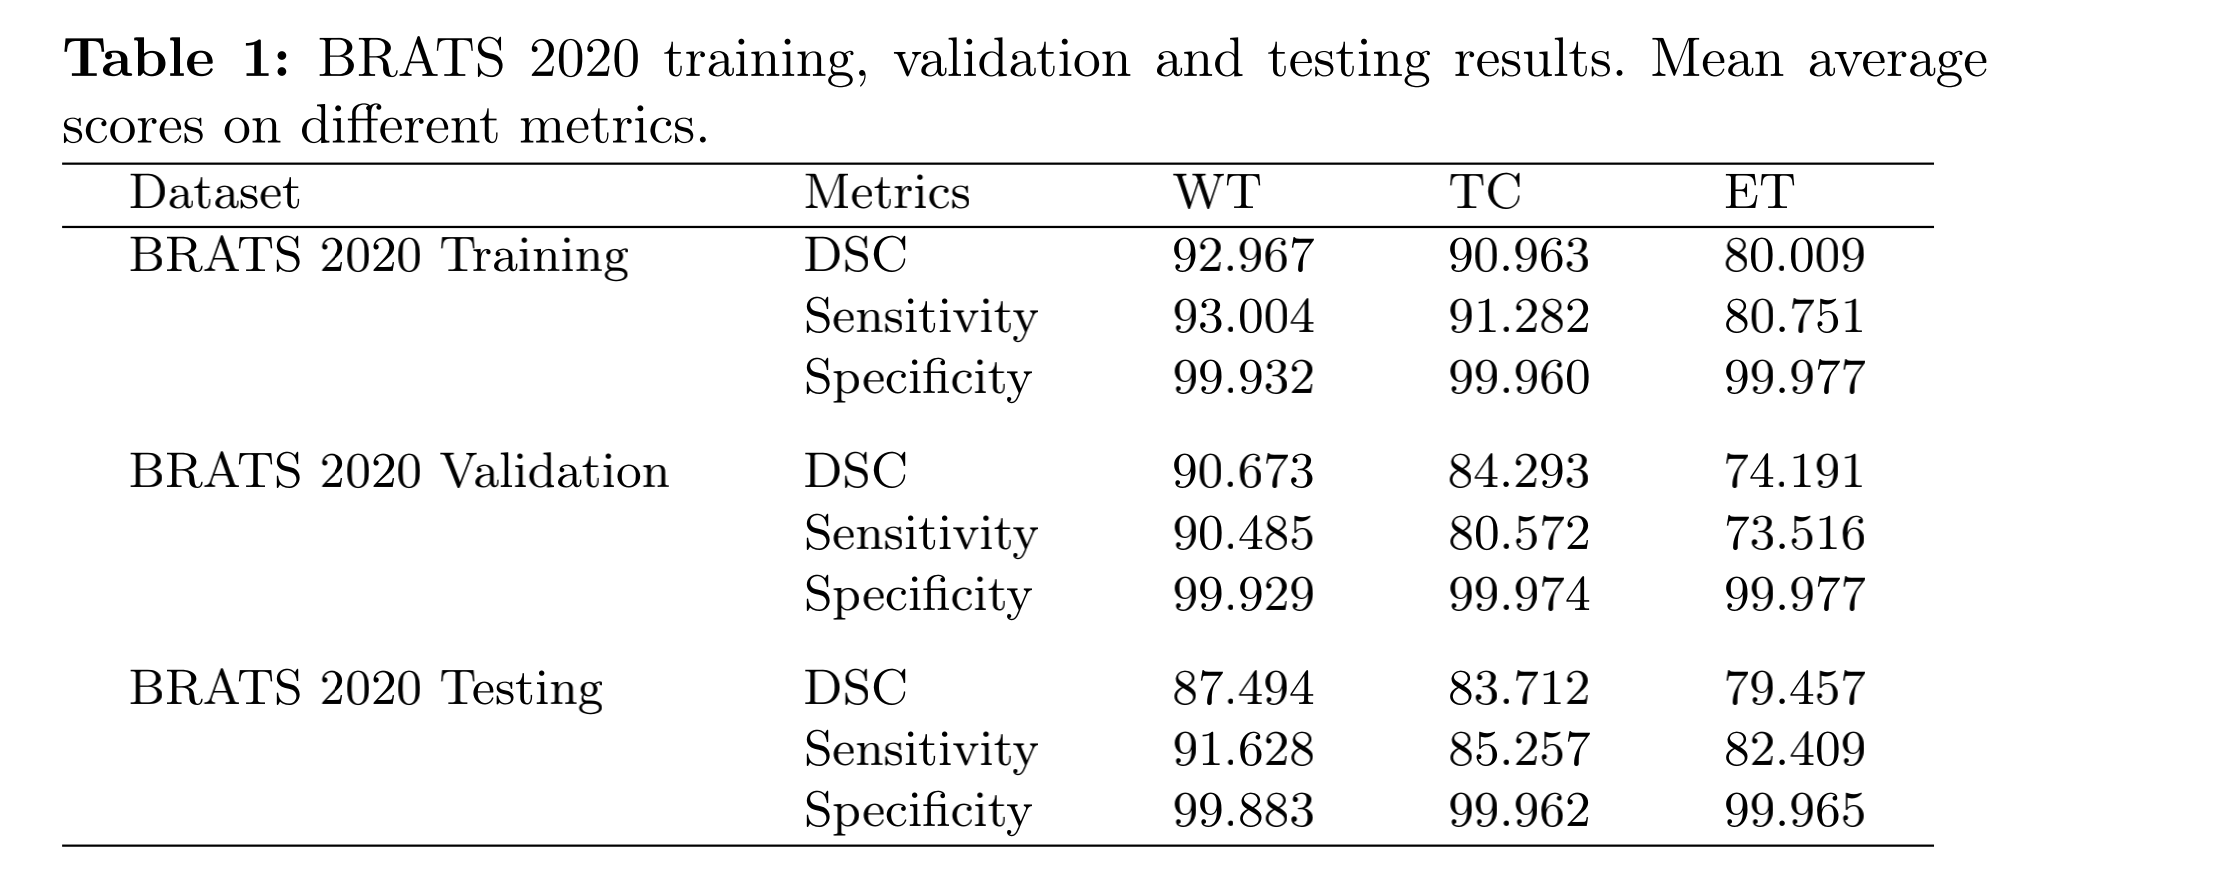 Table 1: BRATS 2020 training, validation and testing results. Mean average
scores on different metrics.
Dataset Metrics WT TC ET
BRATS 2020 Training DSC 92.967 90.963 80.009
Sensitivity 93.004 91.282 80.751
Specificity 99.932 99.960 99.977
BRATS 2020 Validation DSC 90.673 84.293 74.191
Sensitivity 90.485 80.572 73.516
Specificity 99.929 99.974 99.977
BRATS 2020 Testing DSC 87.494 83.712 79.457
Sensitivity 91.628 85.257 82.409
Specificity 99.883 99.962 99.965